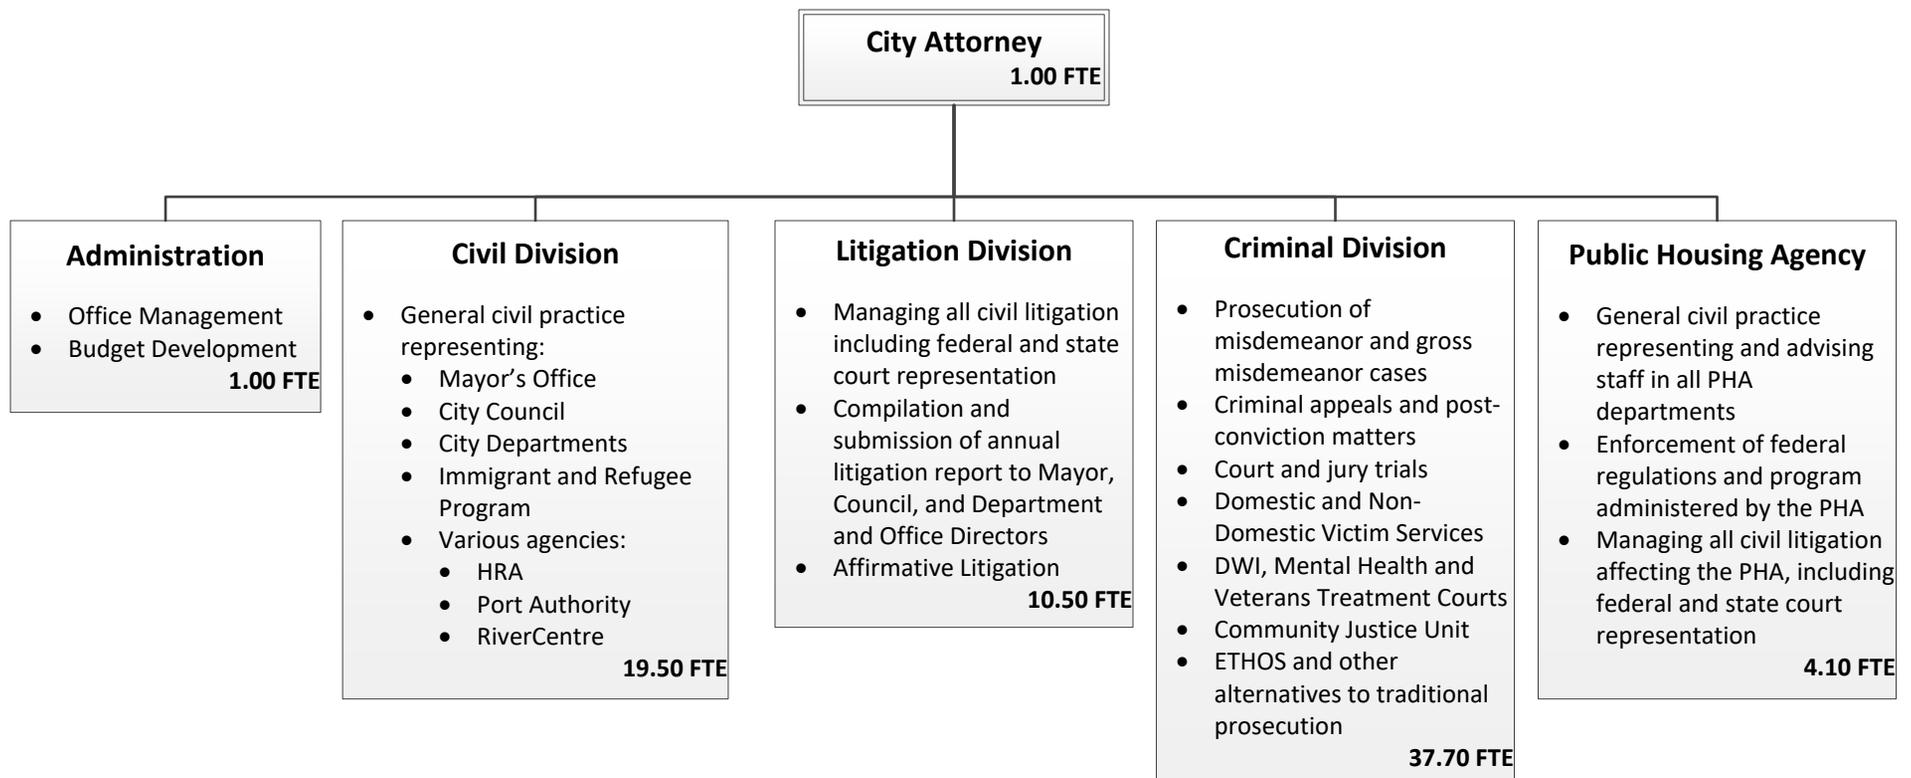 City Attorney
1.00 FTE
Administration
• Office Management
• Budget Development
1.00 FTE
Civil Division
• General civil practice
representing:
• Mayor’s Office
• City Council
• City Departments
• Immigrant and Refugee
Program
• Various agencies:
• HRA
• Port Authority
• RiverCentre
19.50 FTE
Litigation Division
• Managing all civil litigation
including federal and state
court representation
• Compilation and
submission of annual
litigation report to Mayor,
Council, and Department
and Office Directors
• Affirmative Litigation
10.50 FTE
Criminal Division
• Prosecution of
misdemeanor and gross
misdemeanor cases
• Criminal appeals and post-
conviction matters
• Court and jury trials
• Domestic and Non-
Domestic Victim Services
• DWI, Mental Health and
Veterans Treatment Courts
• Community Justice Unit
• ETHOS and other
alternatives to traditional
prosecution
37.70 FTE
Public Housing Agency
• General civil practice
representing and advising
staff in all PHA
departments
• Enforcement of federal
regulations and program
administered by the PHA
• Managing all civil litigation
affecting the PHA, including
federal and state court
representation
4.10 FTE